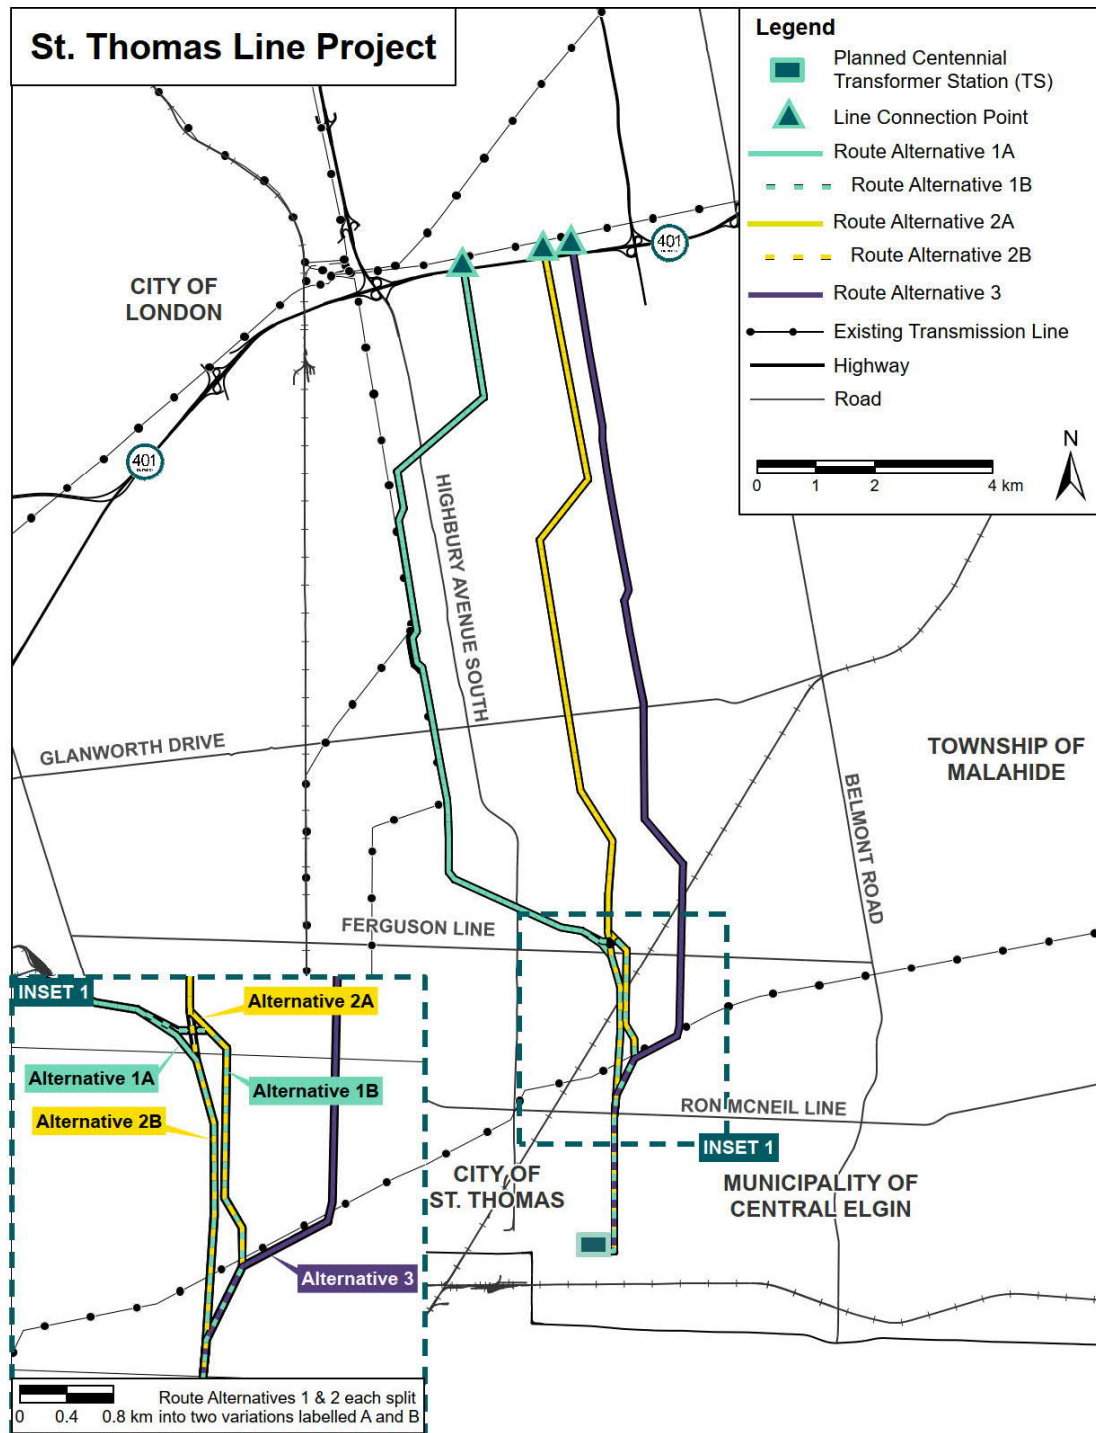 St. Thomas Line Project
Legend
Planned Centennial
Transformer Station (TS)
Line Connection Point
Route Alternative 1A
Route Alternative 1B
Route Alternative 2A
Route Alternative 2B
Route Alternative 3
Existing Transmission Line
Highway
Road
0 1 2 4 km
N
401
CITY OF
LONDON
401
HIGHBURY AVENUE SOUTH
GLANWORTH DRIVE
TOWNSHIP OF
MALAHIDE
BELMONT ROAD
FERGUSON LINE
RON MCNEIL LINE
INSET 1
CITY OF
ST. THOMAS
MUNICIPALITY OF
CENTRAL ELGIN
INSET 1
Alternative 2A
Alternative 1A
Alternative 1B
Alternative 2B
Alternative 3
0 0.4 0.8 km
Route Alternatives 1 & 2 each split
into two variations labelled A and B